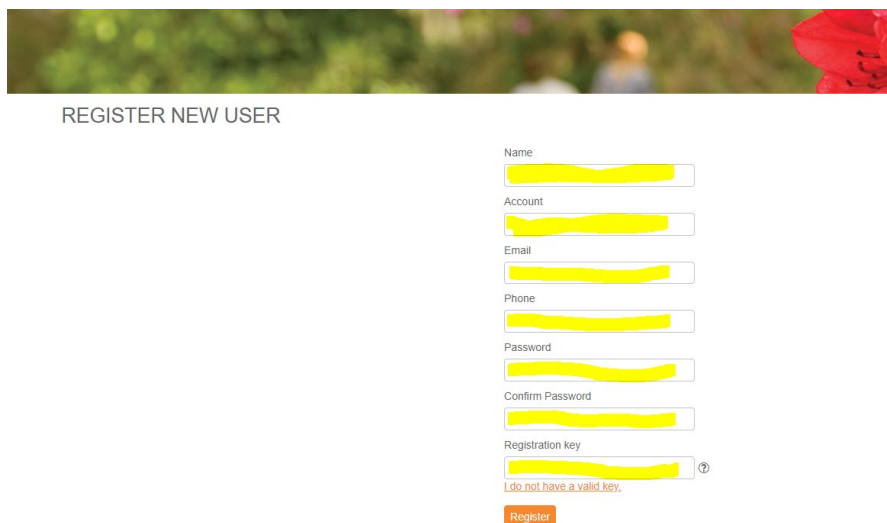 REGISTER NEW USER
Name
Account
Email
Phone
Password
Confirm Password
Registration key
I do not have a valid key.
Register